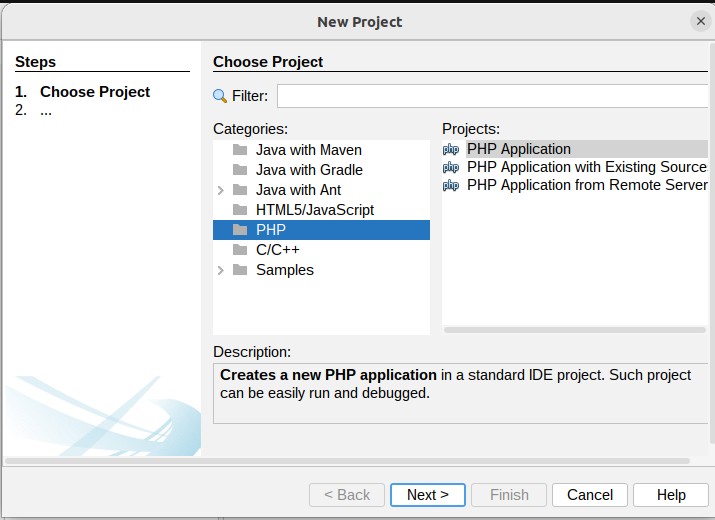 New Project
Steps
1. Choose Project
2. ...
Choose Project
Filter:
Categories:
Java with Maven
Java with Gradle
Java with Ant
HTML5/JavaScript
PHP
C/C++
Samples
Projects:
php PHP Application
php PHP Application with Existing Source
php PHP Application from Remote Server
Description:
Creates a new PHP application in a standard IDE project. Such project
can be easily run and debugged.
< Back
Next >
Finish
Cancel
Help